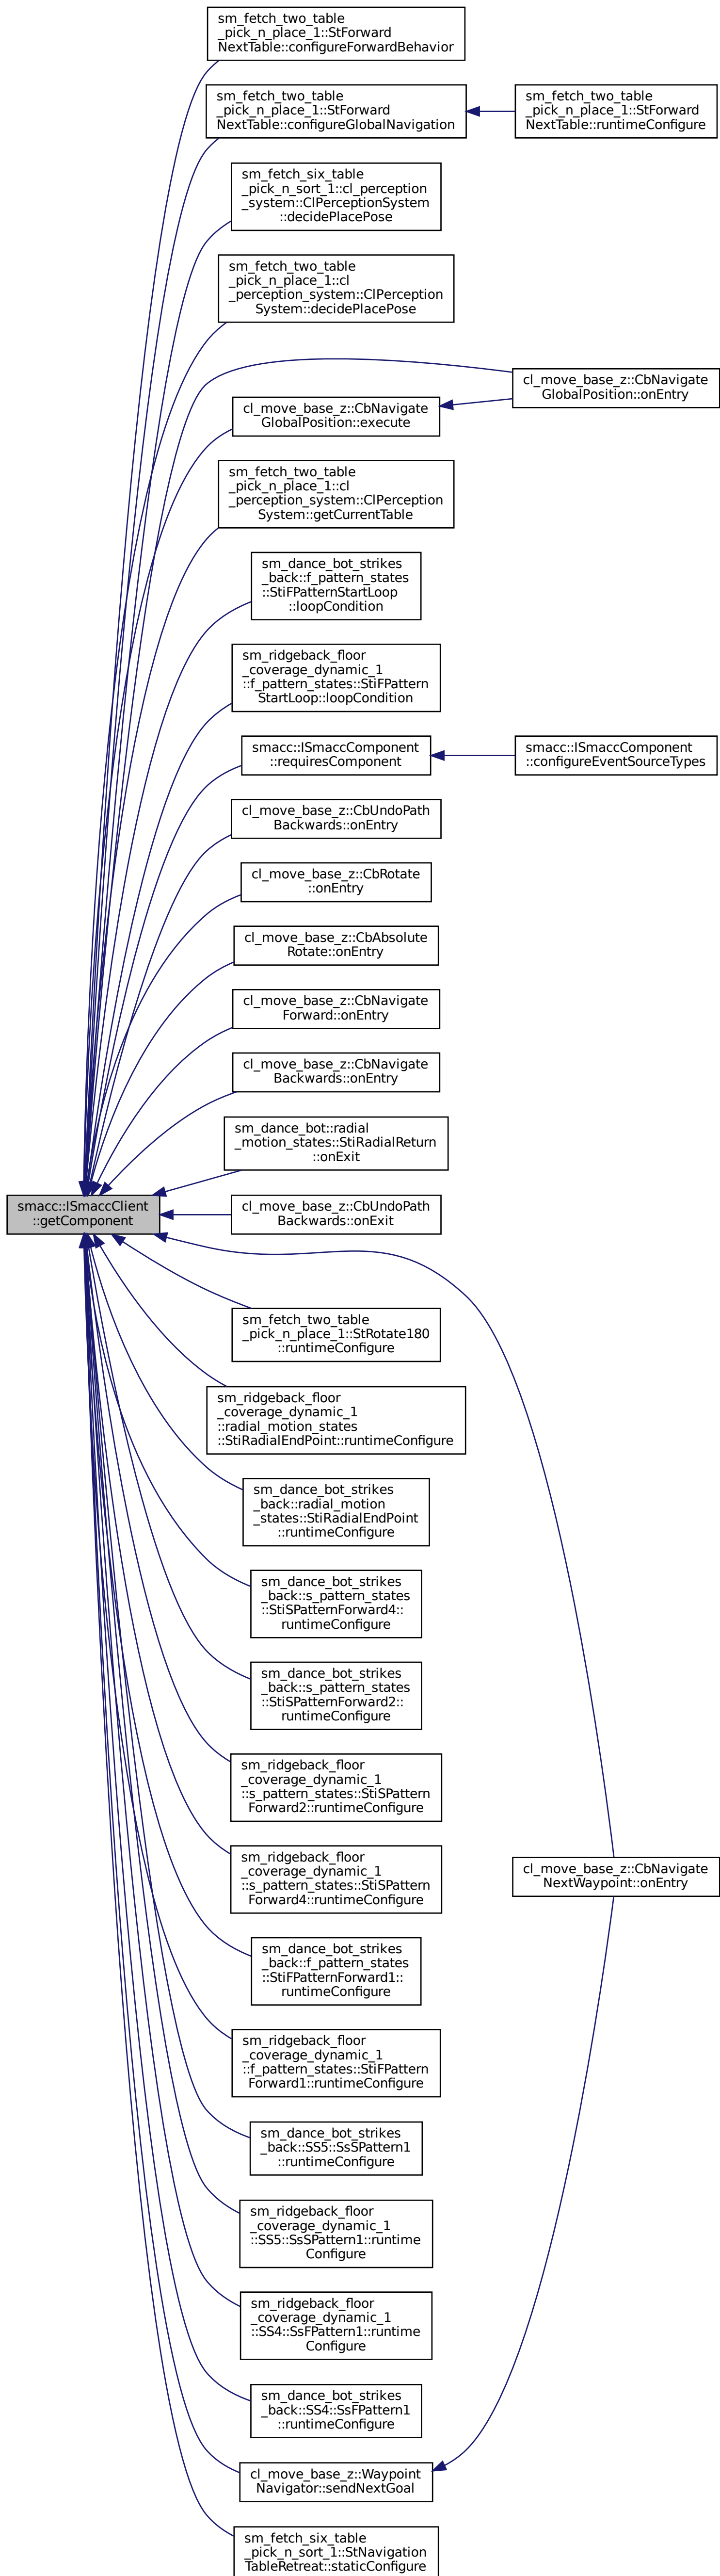 sm_fetch_two_table
_pick_n_place_1::StForward
NextTable::configureForwardBehavior
sm_fetch_two_table
_pick_n_place_1::StForward
NextTable::configureGlobalNavigation
sm_fetch_two_table
_pick_n_place_1::StForward
NextTable::runtimeConfigure
sm_fetch_six_table
_pick_n_sort_1::cl_perception
_system::ClPerceptionSystem
::decidePlacePose
sm_fetch_two_table
_pick_n_place_1::cl
_perception_system::ClPerception
System::decidePlacePose
cl_move_base_z::CbNavigate
GlobalPosition::onEntry
cl_move_base_z::CbNavigate
GlobalPosition::execute
sm_fetch_two_table
_pick_n_place_1::cl
_perception_system::ClPerception
System::getCurrentTable
sm_dance_bot_strikes
_back::f_pattern_states
::StiFPatternStartLoop
::loopCondition
sm_ridgeback_floor
_coverage_dynamic_1
::f_pattern_states::StiFPattern
StartLoop::loopCondition
smacc::ISmaccComponent
::requiresComponent
smacc::ISmaccComponent
::configureEventSourceTypes
cl_move_base_z::CbUndoPath
Backwards::onEntry
cl_move_base_z::CbRotate
::onEntry
cl_move_base_z::CbAbsolute
Rotate::onEntry
cl_move_base_z::CbNavigate
Forward::onEntry
cl_move_base_z::CbNavigate
Backwards::onEntry
sm_dance_bot::radial
_motion_states::StiRadialReturn
::onExit
smacc::ISmaccClient
::getComponent
cl_move_base_z::CbUndoPath
Backwards::onExit
sm_fetch_two_table
_pick_n_place_1::StRotate180
::runtimeConfigure
sm_ridgeback_floor
_coverage_dynamic_1
::radial_motion_states
::StiRadialEndPoint::runtimeConfigure
sm_dance_bot_strikes
_back::radial_motion
_states::StiRadialEndPoint
::runtimeConfigure
sm_dance_bot_strikes
_back::s_pattern_states
::StiSPatternForward4::
runtimeConfigure
sm_dance_bot_strikes
_back::s_pattern_states
::StiSPatternForward2::
runtimeConfigure
sm_ridgeback_floor
_coverage_dynamic_1
::s_pattern_states::StiSPattern
Forward2::runtimeConfigure
sm_ridgeback_floor
_coverage_dynamic_1
::s_pattern_states::StiSPattern
Forward4::runtimeConfigure
cl_move_base_z::CbNavigate
NextWaypoint::onEntry
sm_dance_bot_strikes
_back::f_pattern_states
::StiFPatternForward1::
runtimeConfigure
sm_ridgeback_floor
_coverage_dynamic_1
::f_pattern_states::StiFPattern
Forward1::runtimeConfigure
sm_dance_bot_strikes
_back::SS5::SsSPattern1
::runtimeConfigure
sm_ridgeback_floor
_coverage_dynamic_1
::SS5::SsSPattern1::runtime
Configure
sm_ridgeback_floor
_coverage_dynamic_1
::SS4::SsFPattern1::runtime
Configure
sm_dance_bot_strikes
_back::SS4::SsFPattern1
::runtimeConfigure
cl_move_base_z::Waypoint
Navigator::sendNextGoal
sm_fetch_six_table
_pick_n_sort_1::StNavigation
TableRetreat::staticConfigure